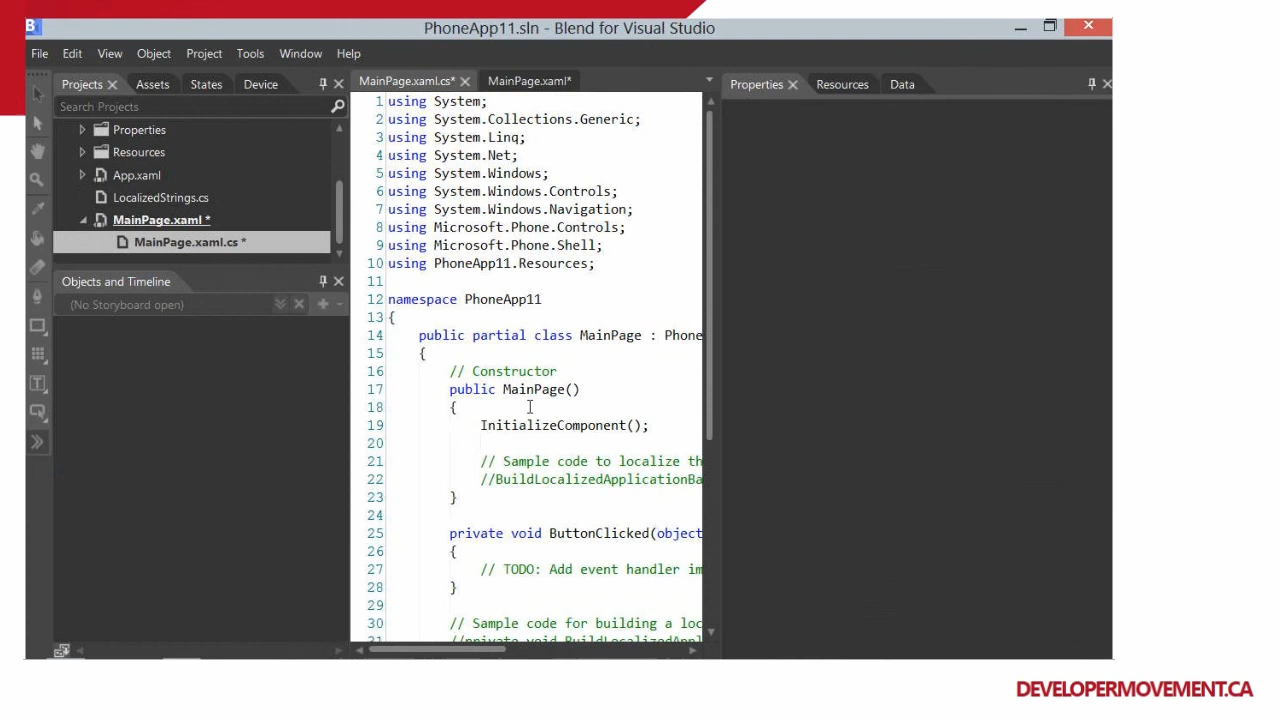 PhoneApp11.sln - Blend for Visual Studio
File Edit View Object Project Tools Window Help
Projects Assets States Device
Search Projects
Properties
Resources
App.xaml
LocalizedStrings.cs
MainPage.xaml *
MainPage.xaml.cs *
Objects and Timeline
(No Storyboard open)
MainPage.xaml.cs* MainPage.xaml*
1 using System;
2 using System.Collections.Generic;
3 using System.Linq;
4 using System.Net;
5 using System.Windows;
6 using System.Windows.Controls;
7 using System.Windows.Navigation;
8 using Microsoft.Phone.Controls;
9 using Microsoft.Phone.Shell;
10 using PhoneApp11.Resources;
11
12 namespace PhoneApp11
13 {
14 public partial class MainPage : Phone
15 {
16 // Constructor
17 public MainPage()
18 {
19 InitializeComponent();
20
21 // Sample code to localize th
22 //BuildLocalizedApplicationBa
23 }
24
25 private void ButtonClicked(object
26 {
27 // TODO: Add event handler im
28 }
29
30 // Sample code for building a loc
31 //private void BuildLocalizedAppl
Properties Resources Data
DEVELOPERMOVEMENT.CA